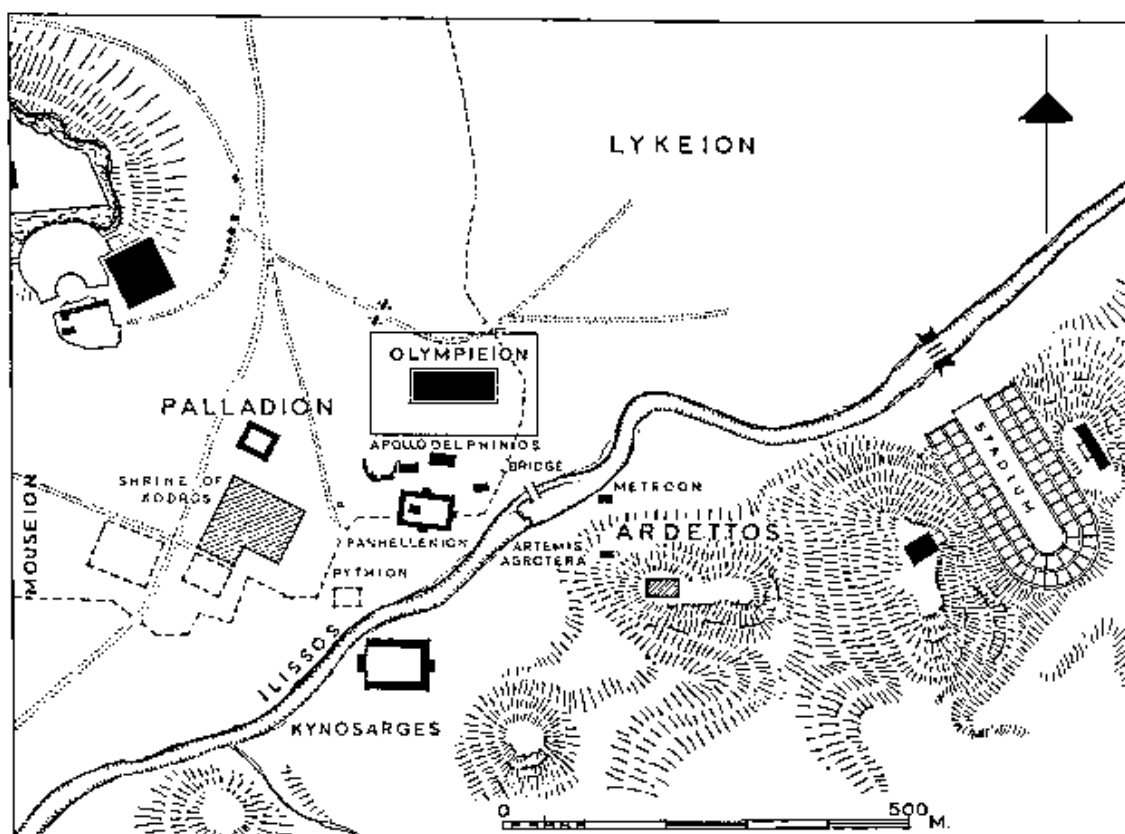 LYKEION
OLYMPIEION
PALLADION
APOLLO DELPHINIOS
BRIDGE
STADIUM
SHRINE OF
KODROS
METROON
ARDETTOS
PANHELLENION
ARTEMIS
AGROTERA
MOUSEION
PYTHION
ILISSOS
KYNOSARGES
0 500 M.